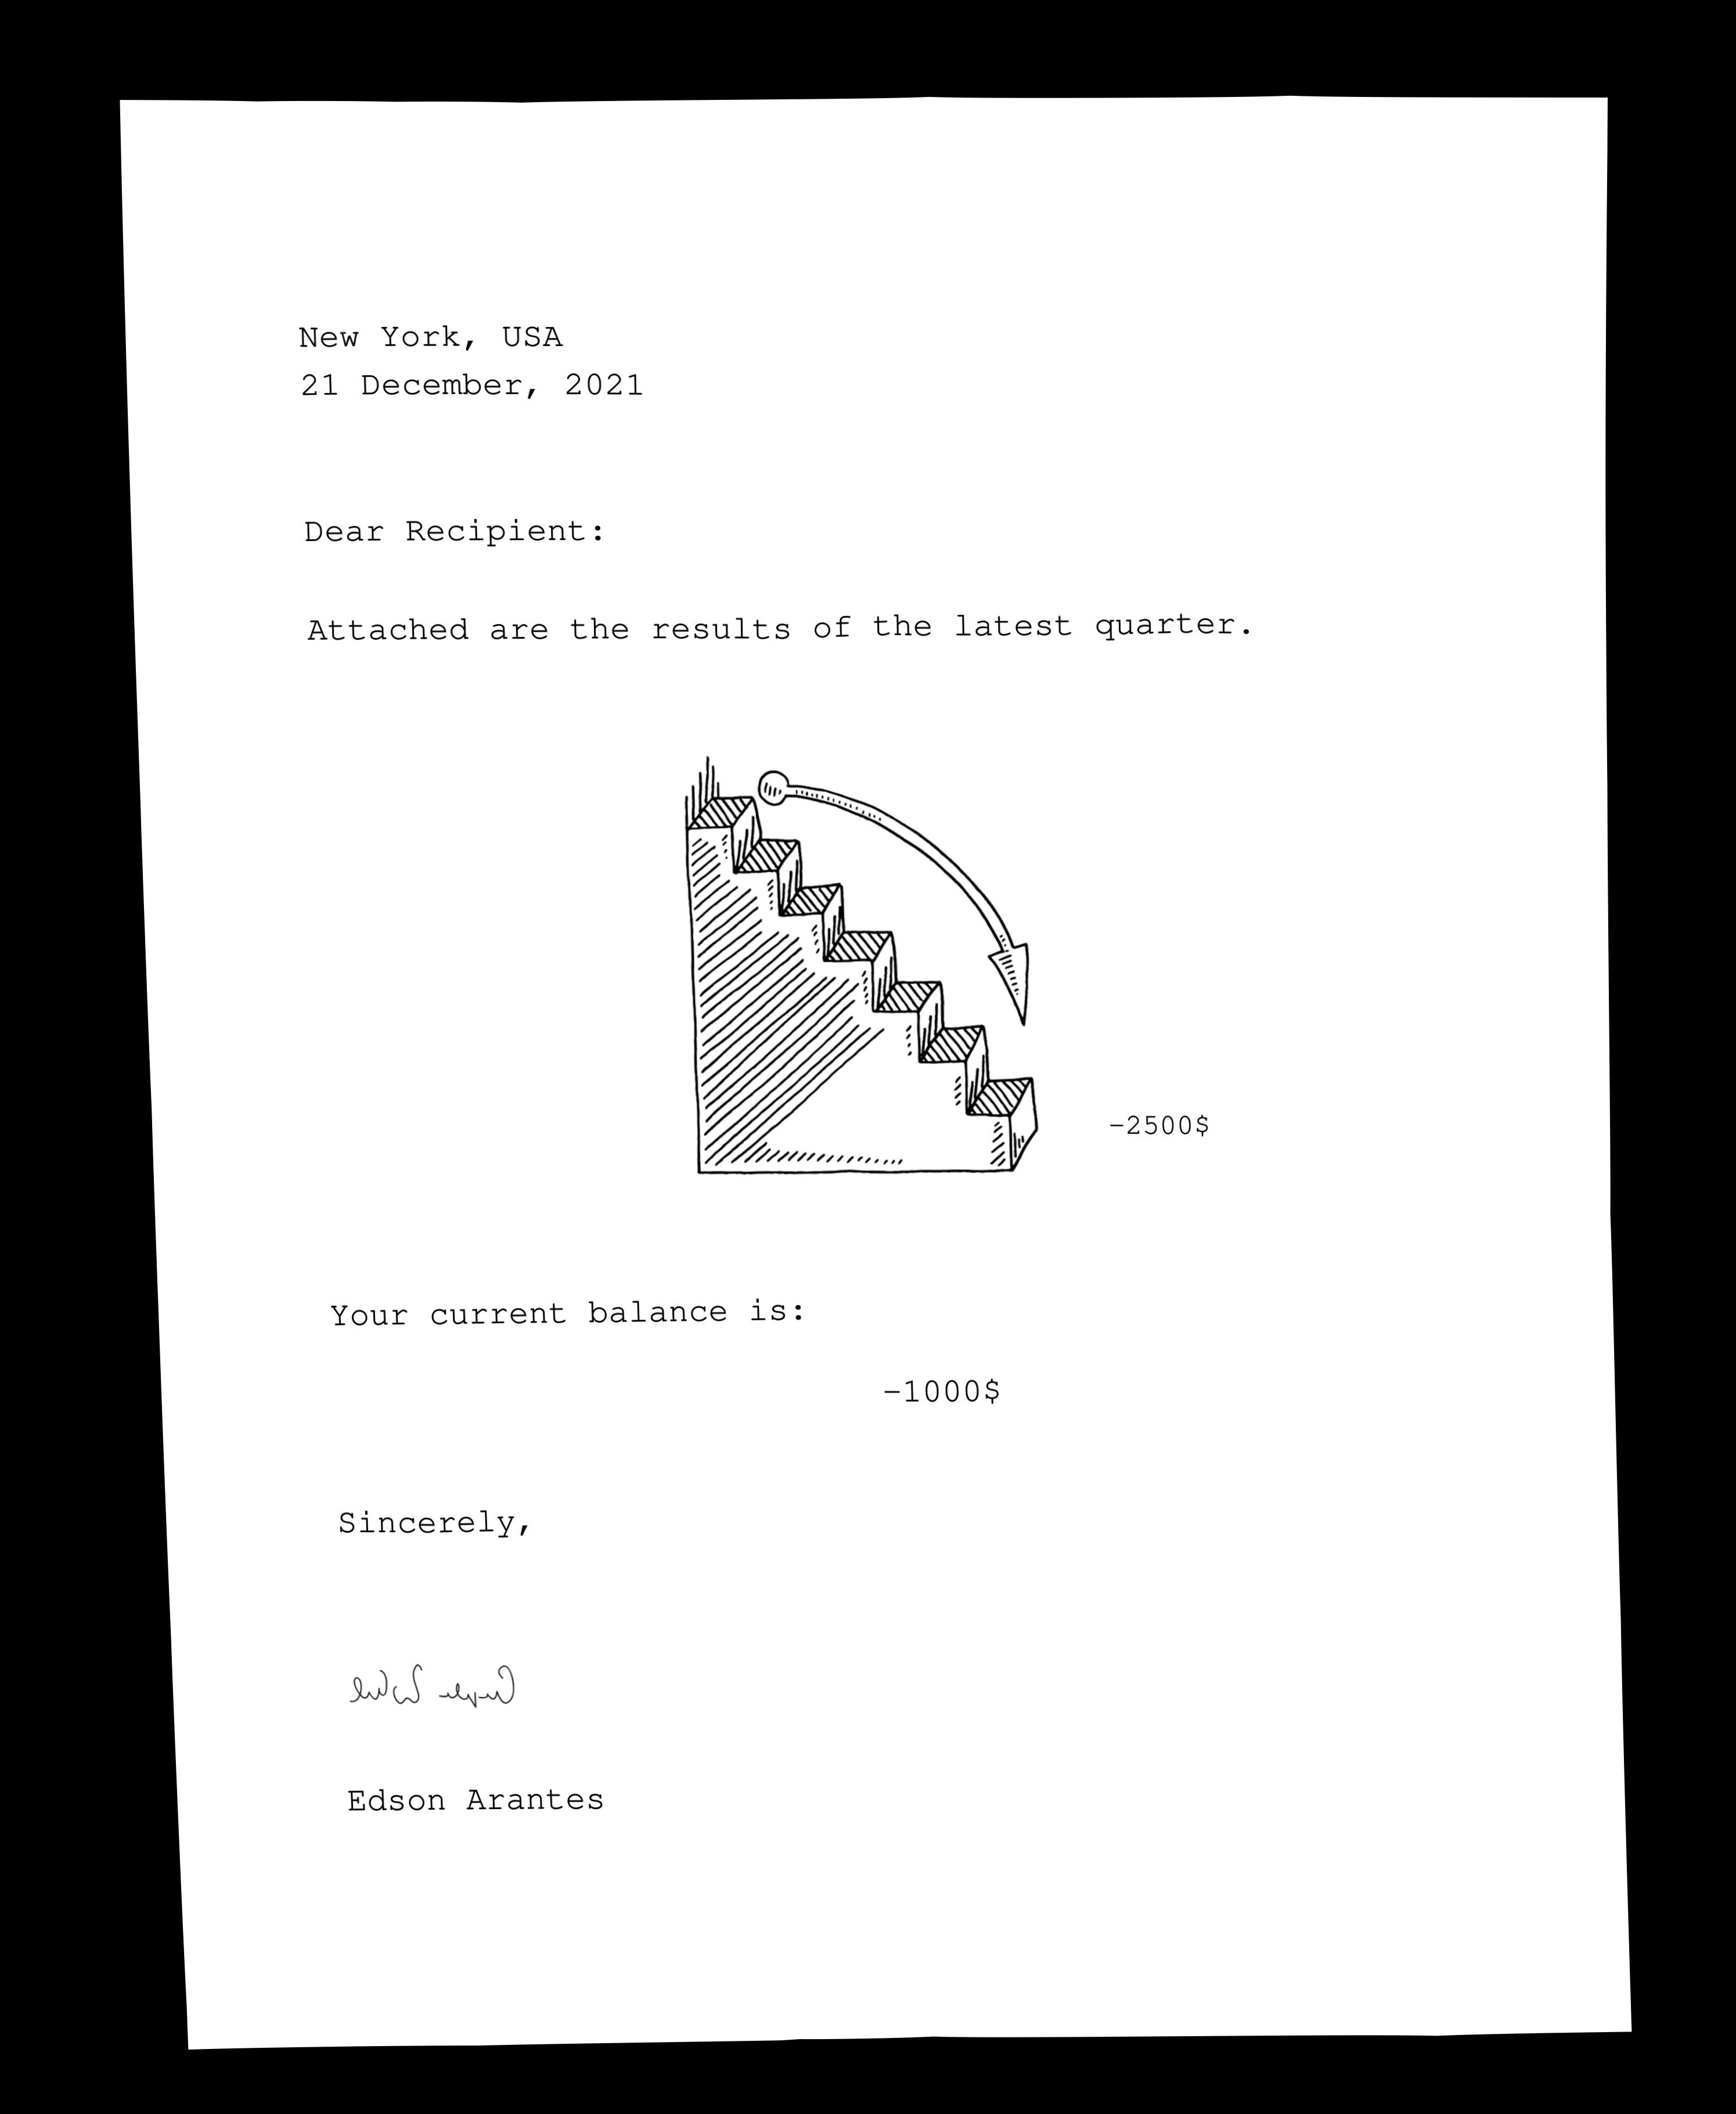 New York, USA
21 December, 2021
Dear Recipient:
Attached are the results of the latest quarter.
-2500$
Your current balance is:
-1000$
Sincerely,
Edson Arantes